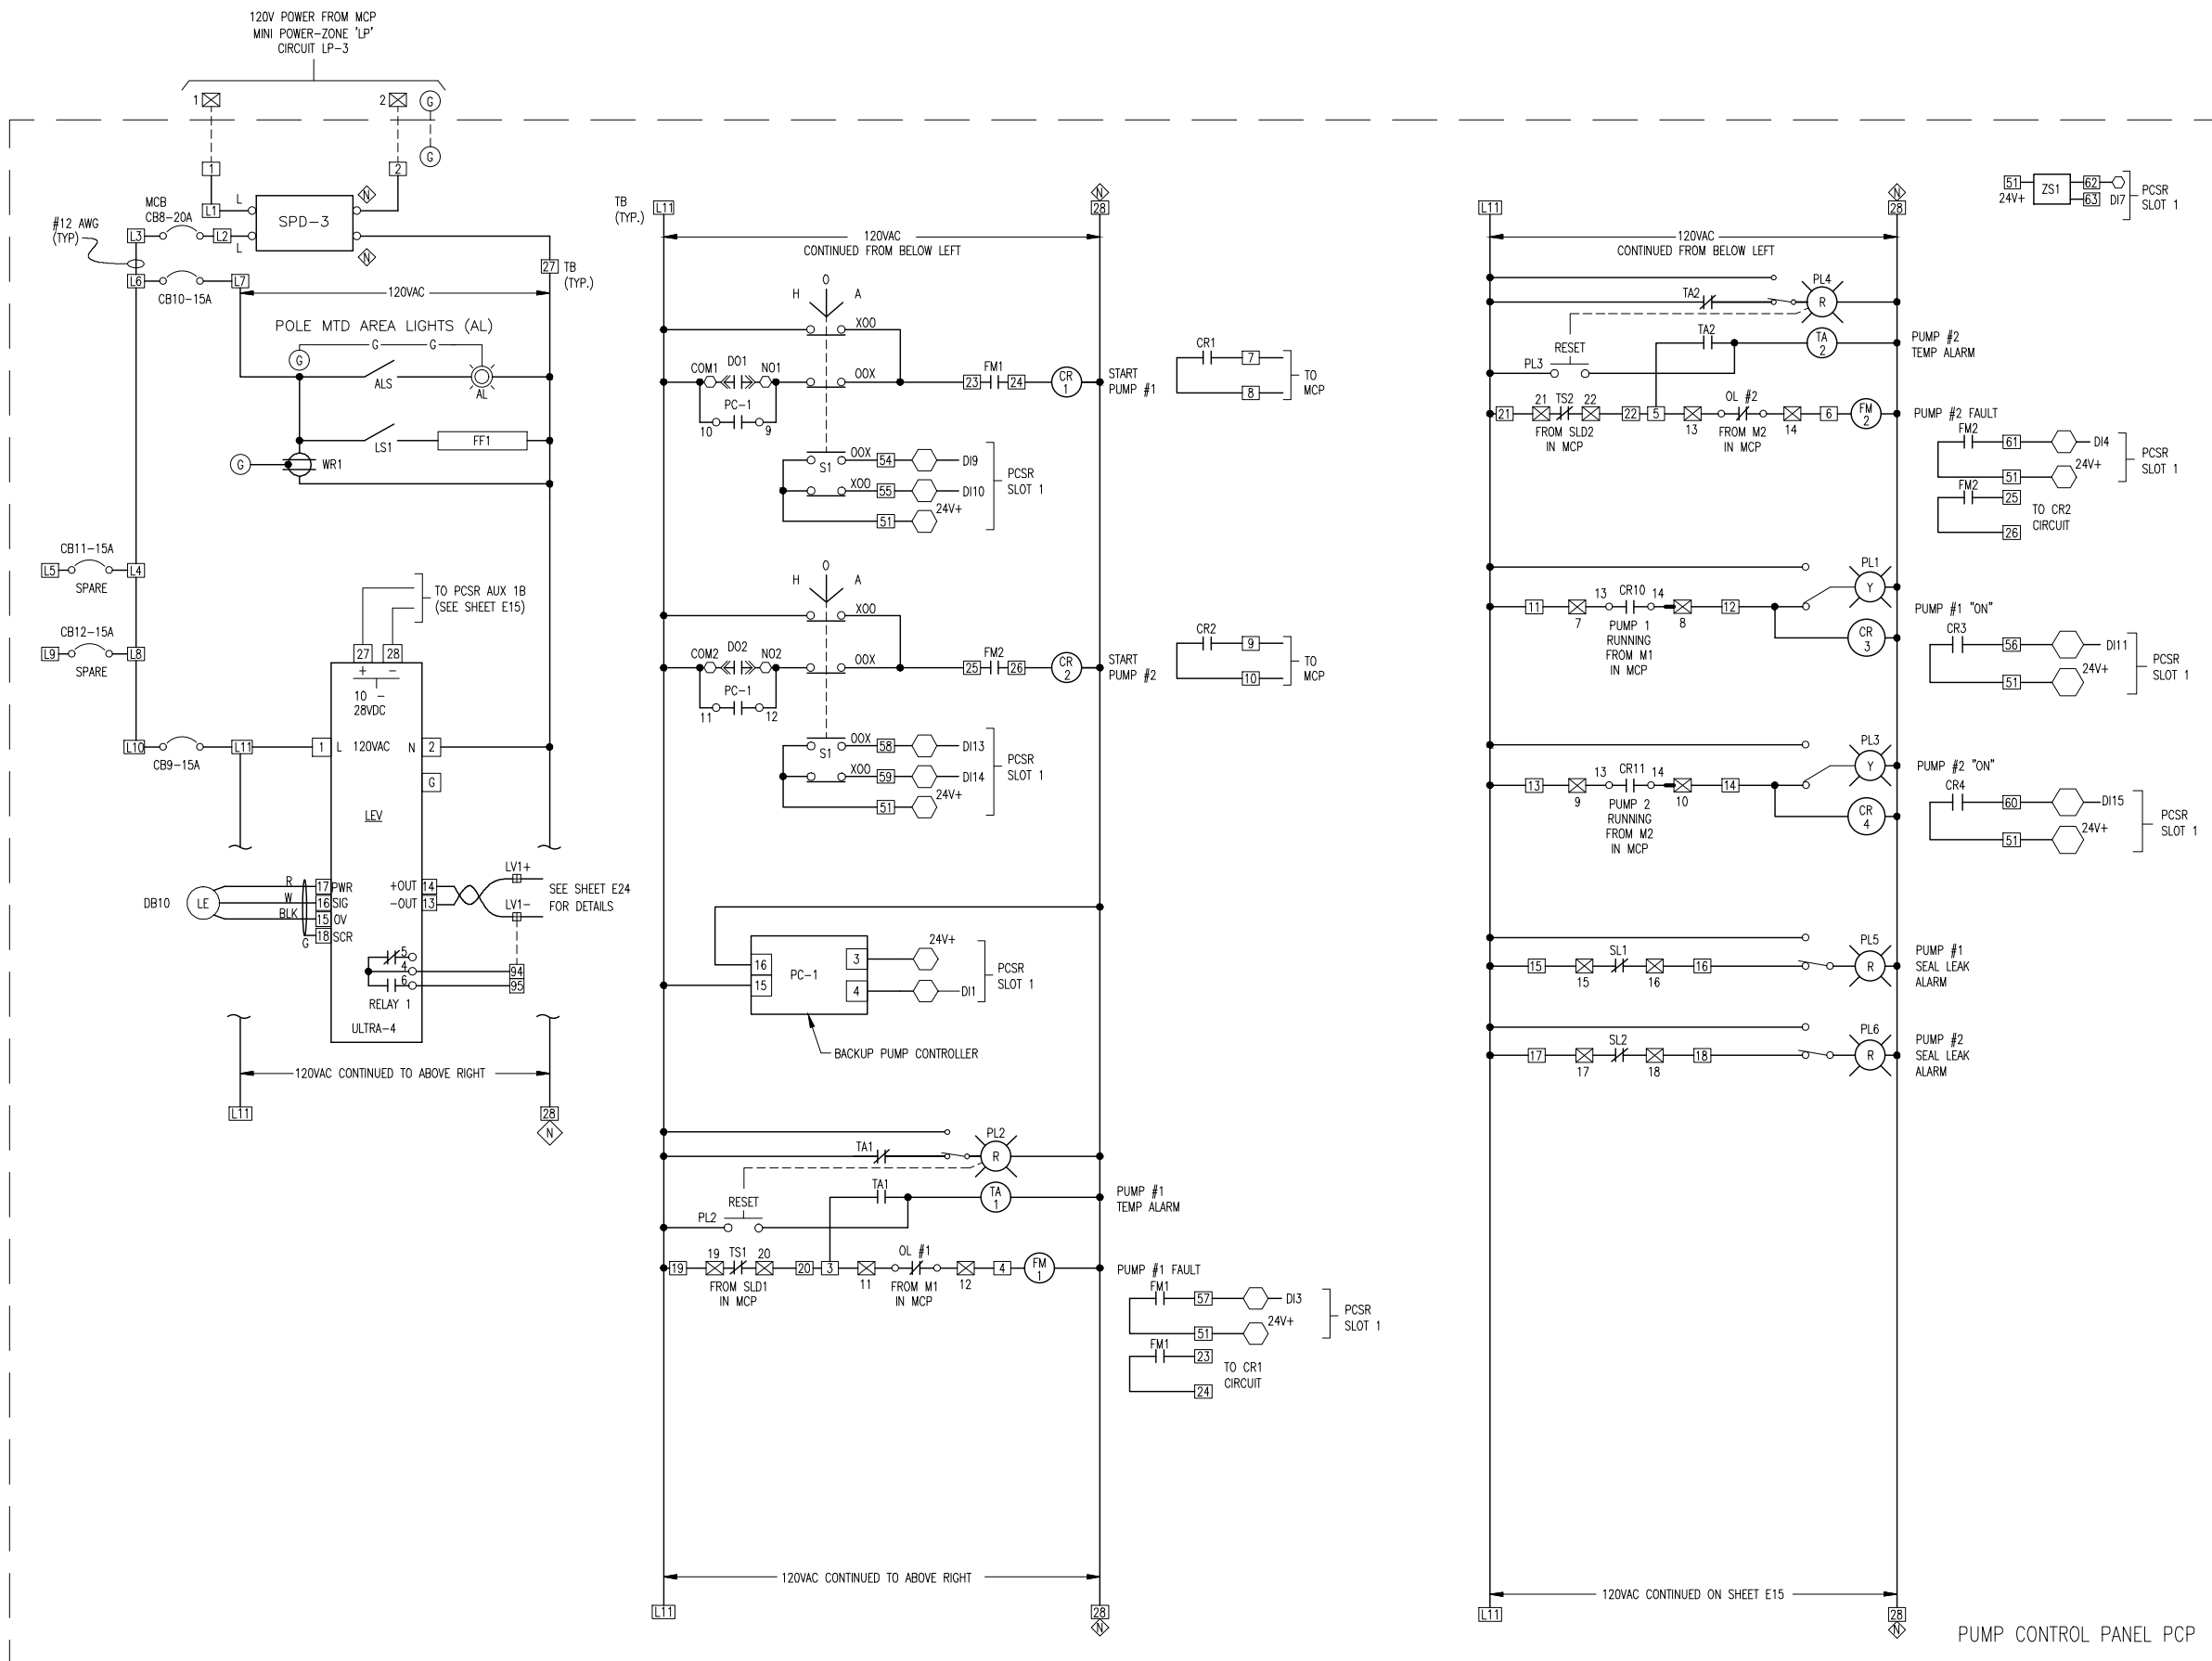 120V POWER FROM MCP
MINI POWER-ZONE 'LP'
CIRCUIT LP-3
1
2
G
G
1
2
MCB
CB8-20A
L1
L
SPD-3
N
#12 AWG
(TYP)
L3
L2
L
N
L6
CB10-15A
L7
27
TB
(TYP.)
120VAC
POLE MTD AREA LIGHTS (AL)
G
G
G
ALS
AL
LS1
FF1
G
WR1
CB11-15A
L5
L4
SPARE
CB12-15A
L9
L8
SPARE
TO PCSR AUX 1B
(SEE SHEET E15)
27
28
+
-
10 -
28VDC
L10
CB9-15A
L11
1
L
120VAC
N
2
G
LEV
DB10
LE
R
W
BLK
G
17
PWR
16
SIG
15
OV
18
SCR
+OUT
14
-OUT
13
LV1+
LV1-
SEE SHEET E24
FOR DETAILS
5
4
6
94
95
RELAY 1
ULTRA-4
120VAC CONTINUED TO ABOVE RIGHT
L11
28
N
TB
(TYP.)
L11
N
28
120VAC
CONTINUED FROM BELOW LEFT
O
H
A
XOO
COM1
DO1
NO1
OOX
PC-1
10
9
23
FM1
24
CR
1
START
PUMP #1
CR1
7
8
TO
MCP
S1
OOX
54
DI9
XOO
55
DI10
51
24V+
PCSR
SLOT 1
O
H
A
XOO
COM2
DO2
NO2
OOX
PC-1
11
12
25
FM2
26
CR
2
START
PUMP #2
CR2
9
10
TO
MCP
S1
OOX
58
DI13
XOO
59
DI14
51
24V+
PCSR
SLOT 1
16
15
PC-1
3
4
24V+
DI1
PCSR
SLOT 1
BACKUP PUMP CONTROLLER
TA1
PL2
R
TA1
TA
1
PUMP #1
TEMP ALARM
RESET
PL2
19
19
TS1
20
20
3
OL #1
4
FM
1
FROM SLD1
IN MCP
11
FROM M1
IN MCP
12
PUMP #1 FAULT
FM1
57
DI3
51
24V+
PCSR
SLOT 1
FM1
23
24
TO CR1
CIRCUIT
120VAC CONTINUED TO ABOVE RIGHT
L11
28
N
L11
N
28
120VAC
CONTINUED FROM BELOW LEFT
51
24V+
ZS1
62
63
DI7
PCSR
SLOT 1
TA2
PL4
R
TA2
TA
2
PUMP #2
TEMP ALARM
RESET
PL3
21
21
TS2
22
22
5
OL #2
6
FM
2
FROM SLD2
IN MCP
13
FROM M2
IN MCP
14
PUMP #2 FAULT
FM2
61
DI4
51
24V+
PCSR
SLOT 1
FM2
25
26
TO CR2
CIRCUIT
PL1
Y
11
7
13
CR10
14
8
12
PUMP 1
RUNNING
FROM M1
IN MCP
CR
3
PUMP #1 "ON"
CR3
56
DI11
51
24V+
PCSR
SLOT 1
PL3
Y
13
9
13
CR11
14
10
14
PUMP 2
RUNNING
FROM M2
IN MCP
CR
4
PUMP #2 "ON"
CR4
60
DI15
51
24V+
PCSR
SLOT 1
15
15
SL1
16
16
PL5
R
PUMP #1
SEAL LEAK
ALARM
17
17
SL2
18
18
PL6
R
PUMP #2
SEAL LEAK
ALARM
120VAC CONTINUED ON SHEET E15
L11
28
N
PUMP CONTROL PANEL PCP